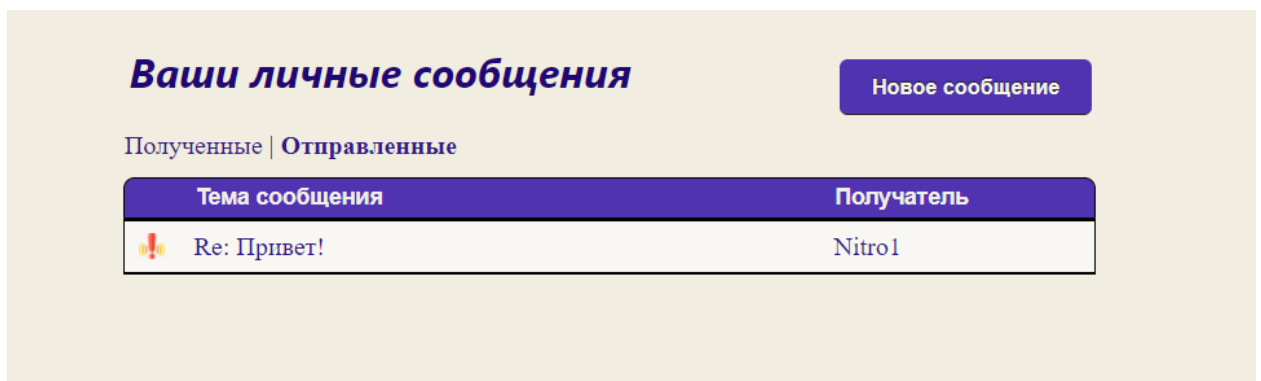 Ваши личные сообщения
Новое сообщение
Полученные | Отправленные
Тема сообщения Получатель
Re: Привет! Nitro1